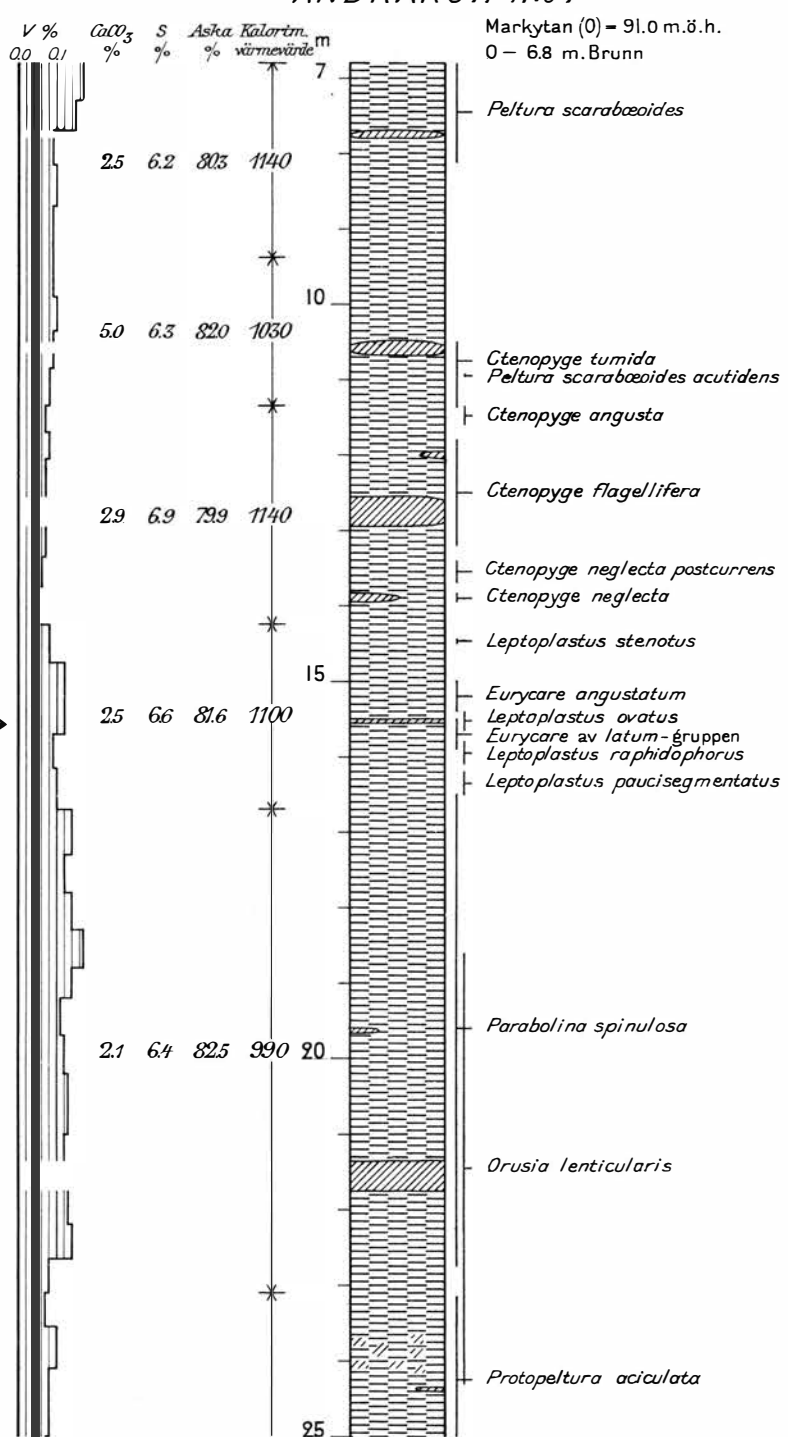 Markytan (0) = 91.0 m.ö.h.
0 – 6.8 m. Brunn
V % CaCO3 S Aska Kalorim. m
0.0 0.1 % % % värmevärde
7
Peltura scarabæoides
2.5 6.2 80.3 1140
10
5.0 6.3 82.0 1030
Ctenopyge tumida
Peltura scarabæoides acutidens
Ctenopyge angusta
Ctenopyge flagellifera
2.9 6.9 79.9 1140
Ctenopyge neglecta postcurrens
Ctenopyge neglecta
Leptoplastus stenotus
15
Eurycare angustatum
2.5 6.6 81.6 1100
Leptoplastus ovatus
Eurycare av latum-gruppen
Leptoplastus raphidophorus
Leptoplastus paucisegmentatus
Parabolina spinulosa
2.1 6.4 82.5 990 20
Orusia lenticularis
Protopeltura aciculata
25